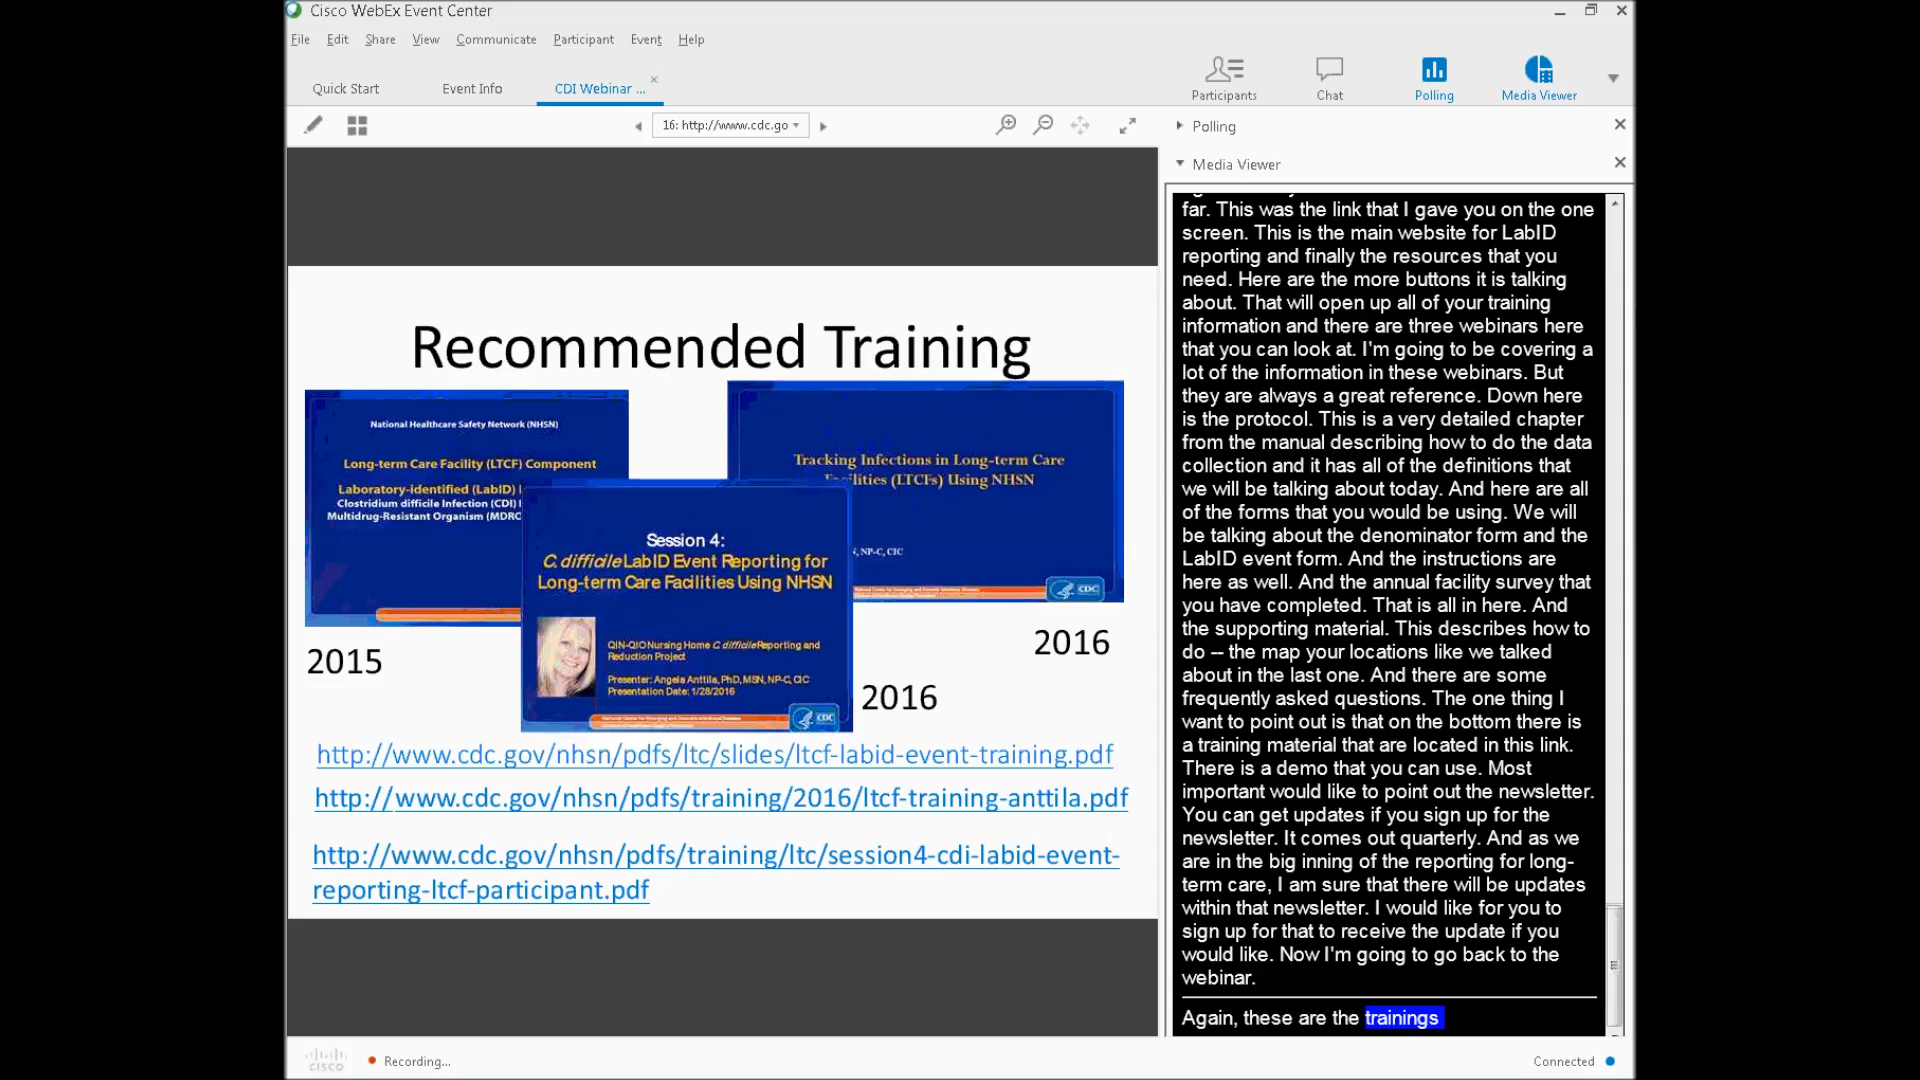 Cisco WebEx Event Center
File Edit Share View Communicate Participant Event Help
Quick Start Event Info CDI Webinar ...
Participants Chat Polling Media Viewer
16: http://www.cdc.go
Polling
Media Viewer
Recommended Training
National Healthcare Safety Network (NHSN)
Long-term Care Facility (LTCF) Component
Laboratory-identified (LabID)
Clostridium difficile Infection (CDI)
Multidrug-Resistant Organism (MDRO
2015
Tracking Infections in Long-term Care
Facilities (LTCFs) Using NHSN
NP-C, CIC
CDC
2016
Session 4:
C. difficile LabID Event Reporting for
Long-term Care Facilities Using NHSN
QIN-QIO Nursing Home C difficile Reporting and
Reduction Project
Presenter: Angela Anttila, PhD, MSN, NP-C, CIC
Presentation Date: 1/28/2016
CDC
2016
http://www.cdc.gov/nhsn/pdfs/ltc/slides/ltcf-labid-event-training.pdf
http://www.cdc.gov/nhsn/pdfs/training/2016/ltcf-training-anttila.pdf
http://www.cdc.gov/nhsn/pdfs/training/ltc/session4-cdi-labid-event-
reporting-ltcf-participant.pdf
far. This was the link that I gave you on the one
screen. This is the main website for LabID
reporting and finally the resources that you
need. Here are the more buttons it is talking
about. That will open up all of your training
information and there are three webinars here
that you can look at. I'm going to be covering a
lot of the information in these webinars. But
they are always a great reference. Down here
is the protocol. This is a very detailed chapter
from the manual describing how to do the data
collection and it has all of the definitions that
we will be talking about today. And here are all
of the forms that you would be using. We will
be talking about the denominator form and the
LabID event form. And the instructions are
here as well. And the annual facility survey that
you have completed. That is all in here. And
the supporting material. This describes how to
do -- the map your locations like we talked
about in the last one. And there are some
frequently asked questions. The one thing I
want to point out is that on the bottom there is
a training material that are located in this link.
There is a demo that you can use. Most
important would like to point out the newsletter.
You can get updates if you sign up for the
newsletter. It comes out quarterly. And as we
are in the big inning of the reporting for long-
term care, I am sure that there will be updates
within that newsletter. I would like for you to
sign up for that to receive the update if you
would like. Now I'm going to go back to the
webinar.
Again, these are the trainings
CISCO
Recording...
Connected